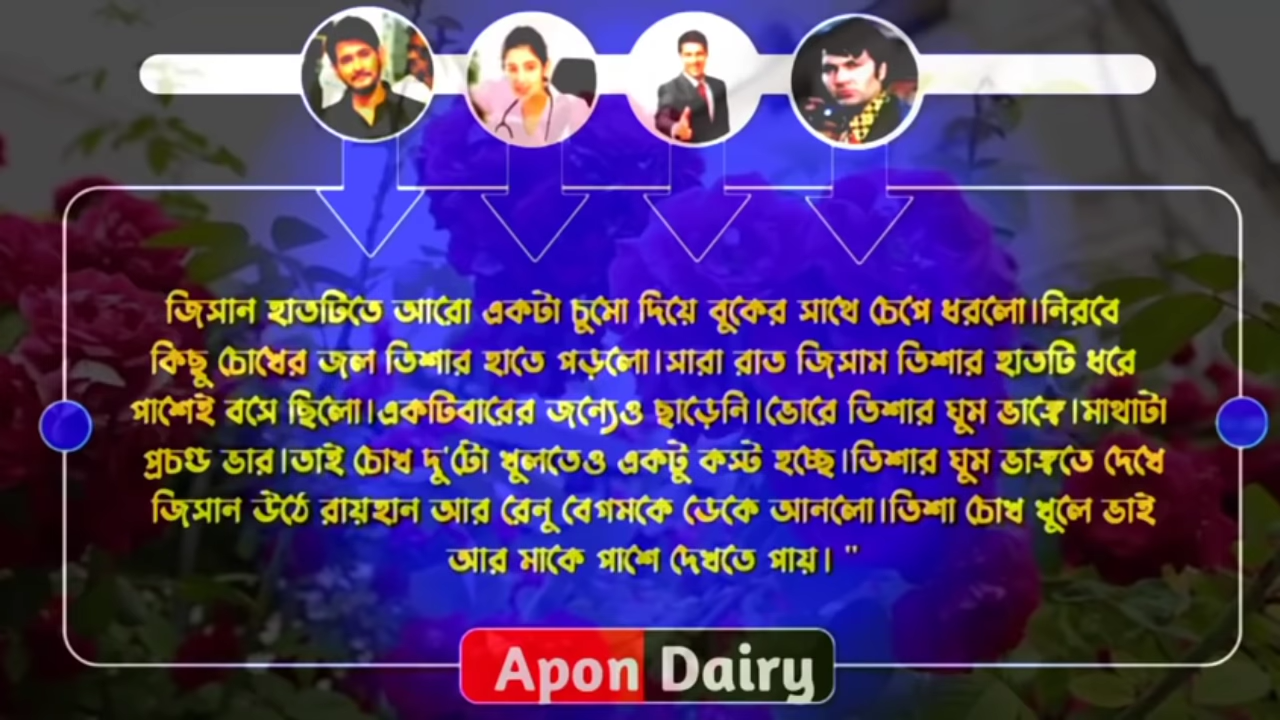 জিসান হাতটিতে আরো একটা চুমো দিয়ে বুকের সাথে চেপে ধরলো।নিরবে
কিছু চোখের জল তিশার হাতে পড়লো।সারা রাত জিসাম তিশার হাতটি ধরে
পাশেই বসে ছিলো।একটিবারের জন্যেও ছাড়েনি।ভোরে তিশার ঘুম ভাঙ্গে।মাথাটা
প্রচণ্ড ভার।তাই চোখ দু'টো খুলতেও একটু কস্ট হচ্ছে।তিশার ঘুম ভাঙ্গতে দেখে
জিসান উঠে রায়হান আর রেনু বেগমকে ডেকে আনলো।তিশা চোখ খুলে ভাই
আর মাকে পাশে দেখতে পায়। "
Apon Dairy